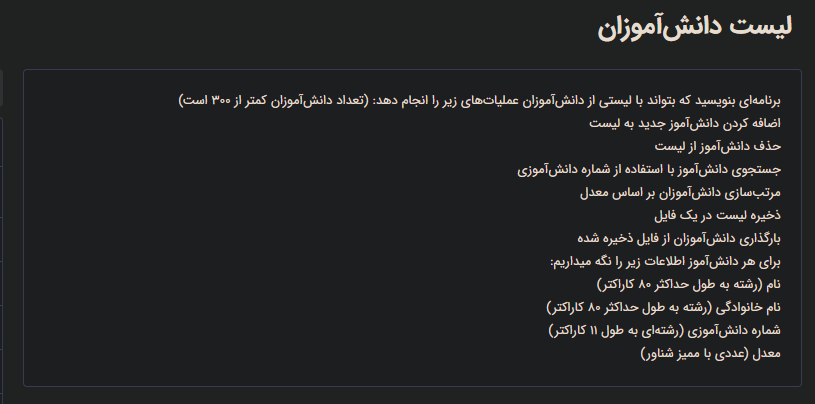 لیست دانش‌آموزان
برنامه‌ای بنویسید که بتواند با لیستی از دانش‌آموزان عملیات‌های زیر را انجام دهد: (تعداد دانش‌آموزان کمتر از ۳۰۰ است)
اضافه کردن دانش‌آموز جدید به لیست
حذف دانش‌آموز از لیست
جستجوی دانش‌آموز با استفاده از شماره دانش‌آموزی
مرتب‌سازی دانش‌آموزان بر اساس معدل
ذخیره لیست در یک فایل
بارگذاری دانش‌آموزان از فایل ذخیره شده
برای هر دانش‌آموز اطلاعات زیر را نگه میداریم:
نام (رشته به طول حداکثر ۸۰ کاراکتر)
نام خانوادگی (رشته به طول حداکثر ۸۰ کاراکتر)
شماره دانش‌آموزی (رشته‌ای به طول ۱۱ کاراکتر)
معدل (عددی با ممیز شناور)